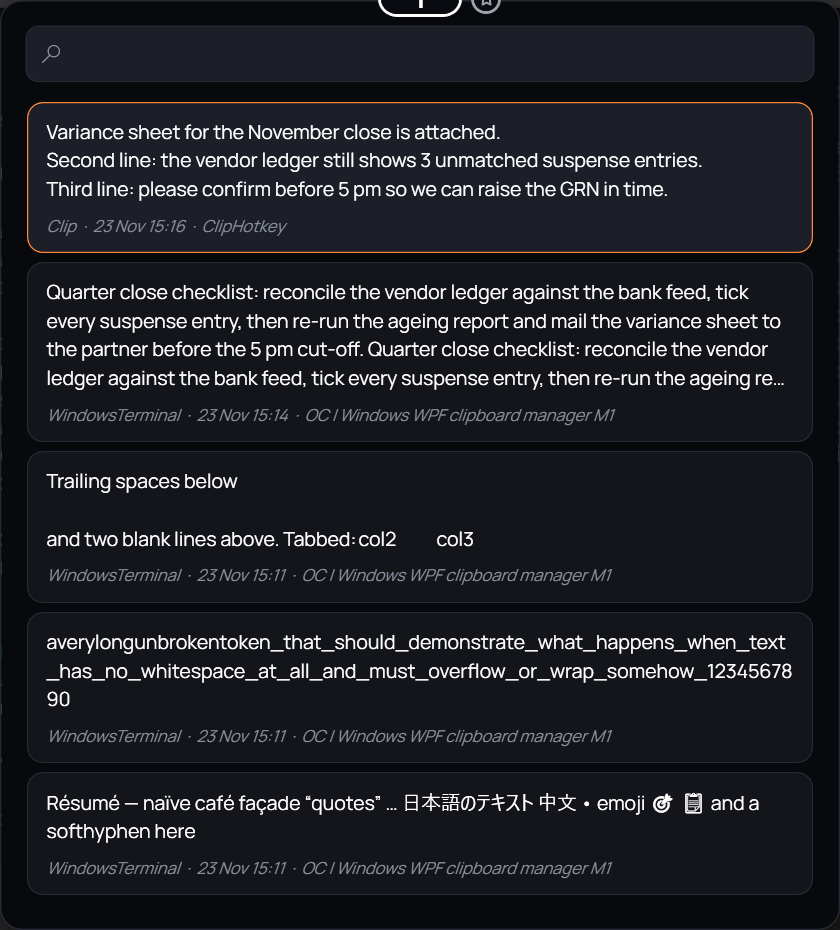 Variance sheet for the November close is attached.
Second line: the vendor ledger still shows 3 unmatched suspense entries.
Third line: please confirm before 5 pm so we can raise the GRN in time.
Clip · 23 Nov 15:16 · ClipHotkey
Quarter close checklist: reconcile the vendor ledger against the bank feed, tick
every suspense entry, then re-run the ageing report and mail the variance sheet to
the partner before the 5 pm cut-off. Quarter close checklist: reconcile the vendor
ledger against the bank feed, tick every suspense entry, then re-run the ageing re...
WindowsTerminal · 23 Nov 15:14 · OC | Windows WPF clipboard manager M1
Trailing spaces below
and two blank lines above. Tabbed: col2 col3
WindowsTerminal · 23 Nov 15:11 · OC | Windows WPF clipboard manager M1
averylongunbrokentoken_that_should_demonstrate_what_happens_when_text
_has_no_whitespace_at_all_and_must_overflow_or_wrap_somehow_12345678
90
WindowsTerminal · 23 Nov 15:11 · OC | Windows WPF clipboard manager M1
Résumé — naïve café façade “quotes” … 日本語のテキスト 中文 • emoji 🎯 📋 and a
softhyphen here
WindowsTerminal · 23 Nov 15:11 · OC | Windows WPF clipboard manager M1